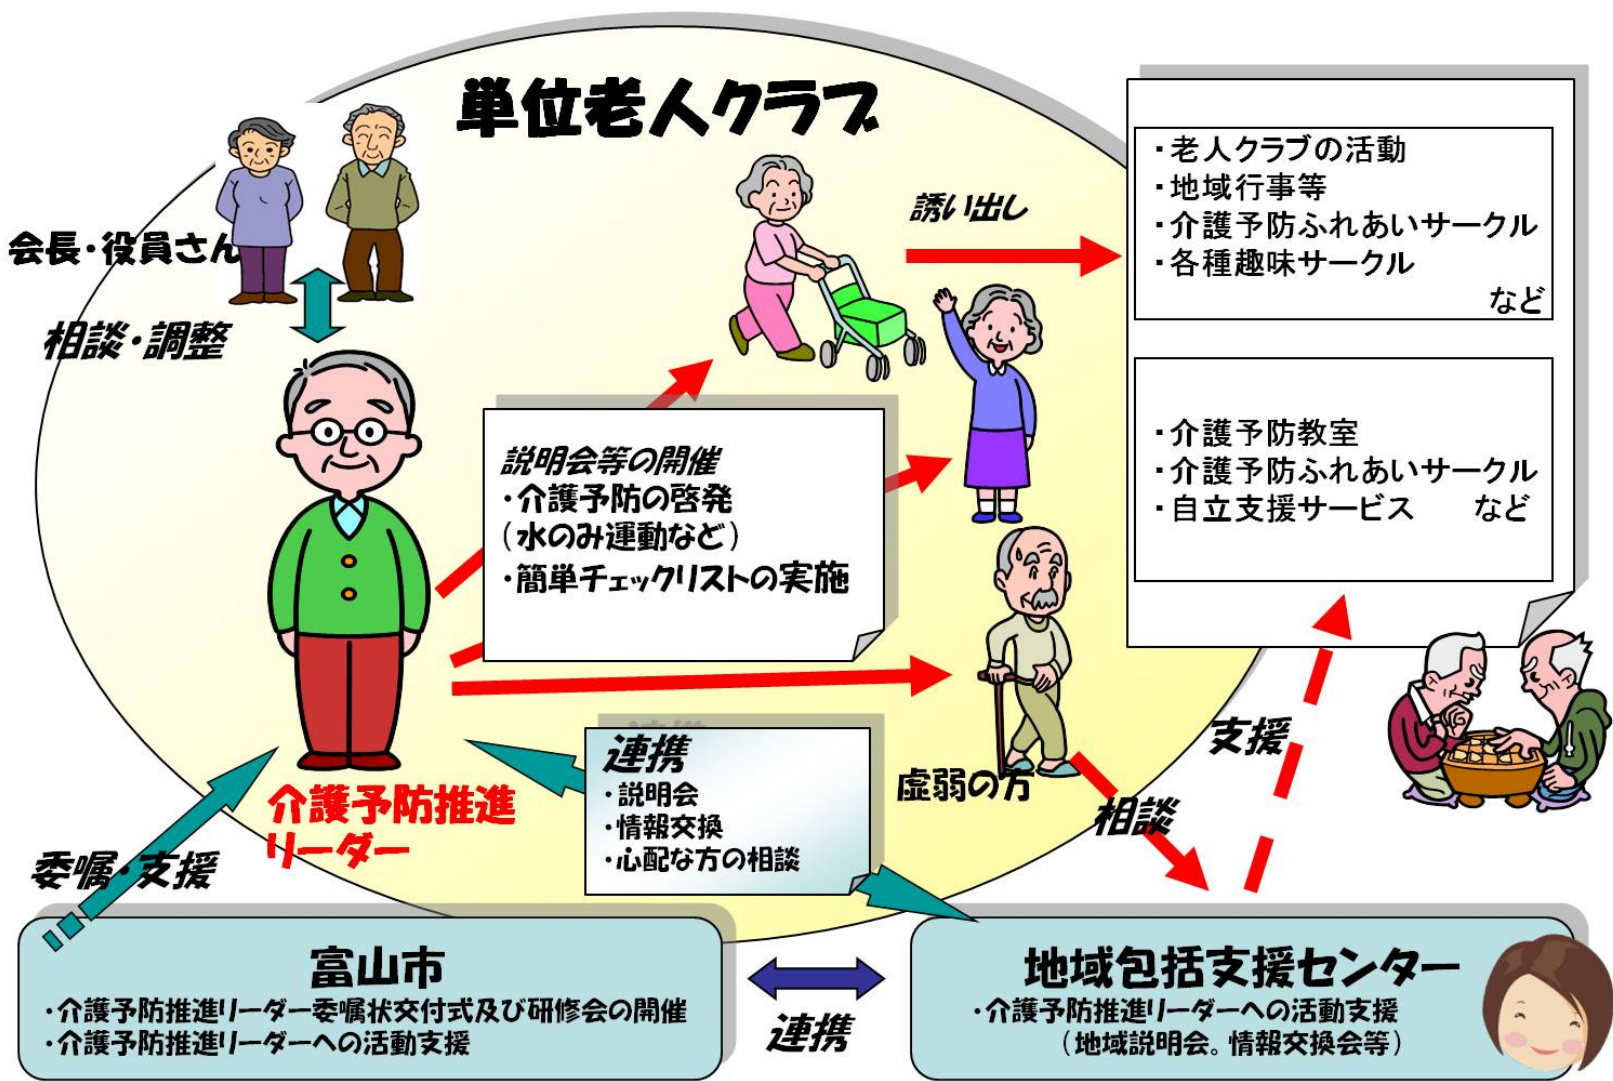 単位老人クラブ
会長・役員さん
相談・調整
誘い出し
・老人クラブの活動
・地域行事等
・介護予防ふれあいサークル
・各種趣味サークル
など
・介護予防教室
・介護予防ふれあいサークル
・自立支援サービス　など
説明会等の開催
・介護予防の啓発
(水のみ運動など)
・簡単チェックリストの実施
介護予防推進
リーダー
連携
・説明会
・情報交換
・心配な方の相談
虚弱の方
相談
支援
委嘱・支援
富山市
・介護予防推進リーダー委嘱状交付式及び研修会の開催
・介護予防推進リーダーへの活動支援
連携
地域包括支援センター
・介護予防推進リーダーへの活動支援
(地域説明会。情報交換会等)